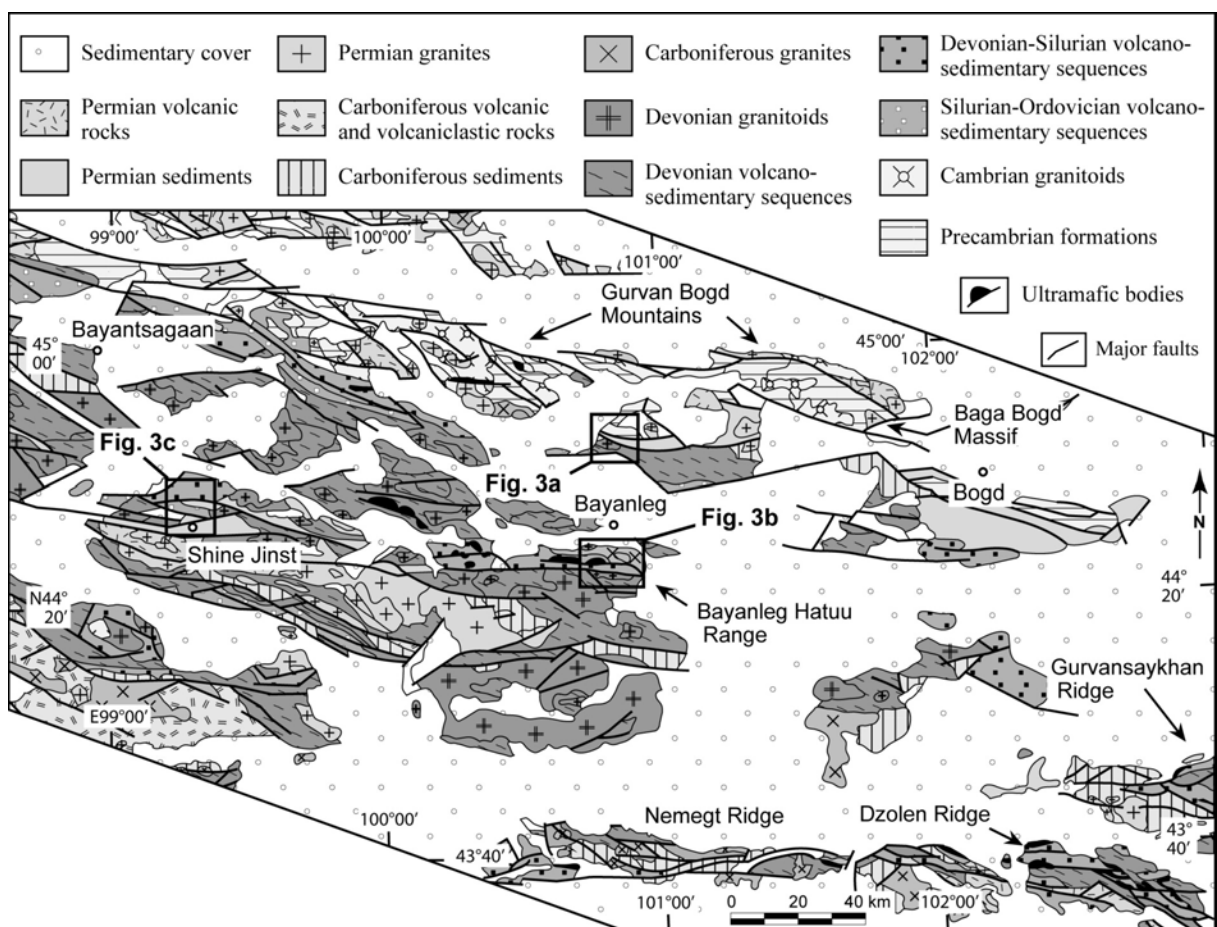 Sedimentary cover
Permian volcanic
rocks
Permian sediments
Permian granites
Carboniferous volcanic
and volcaniclastic rocks
Carboniferous sediments
Carboniferous granites
Devonian granitoids
Devonian volcano-
sedimentary sequences
Devonian-Silurian volcano-
sedimentary sequences
Silurian-Ordovician volcano-
sedimentary sequences
Cambrian granitoids
Precambrian formations
Ultramafic bodies
Major faults
99°00’
100°00’
101°00’
Gurvan Bogd
Mountains
Bayantsagaan
45°
00’
45°00’
102°00’
Baga Bogd
Massif
Fig. 3c
Fig. 3a
Bayanleg
Fig. 3b
Bogd
N
Shine Jinst
44°
20’
N44°
20’
Bayanleg Hatuu
Range
Gurvansaykhan
Ridge
E99°00’
100°00’
Nemegt Ridge
Dzolen Ridge
43°
40’
43°40’
101°00’
0 20 40 km
102°00’